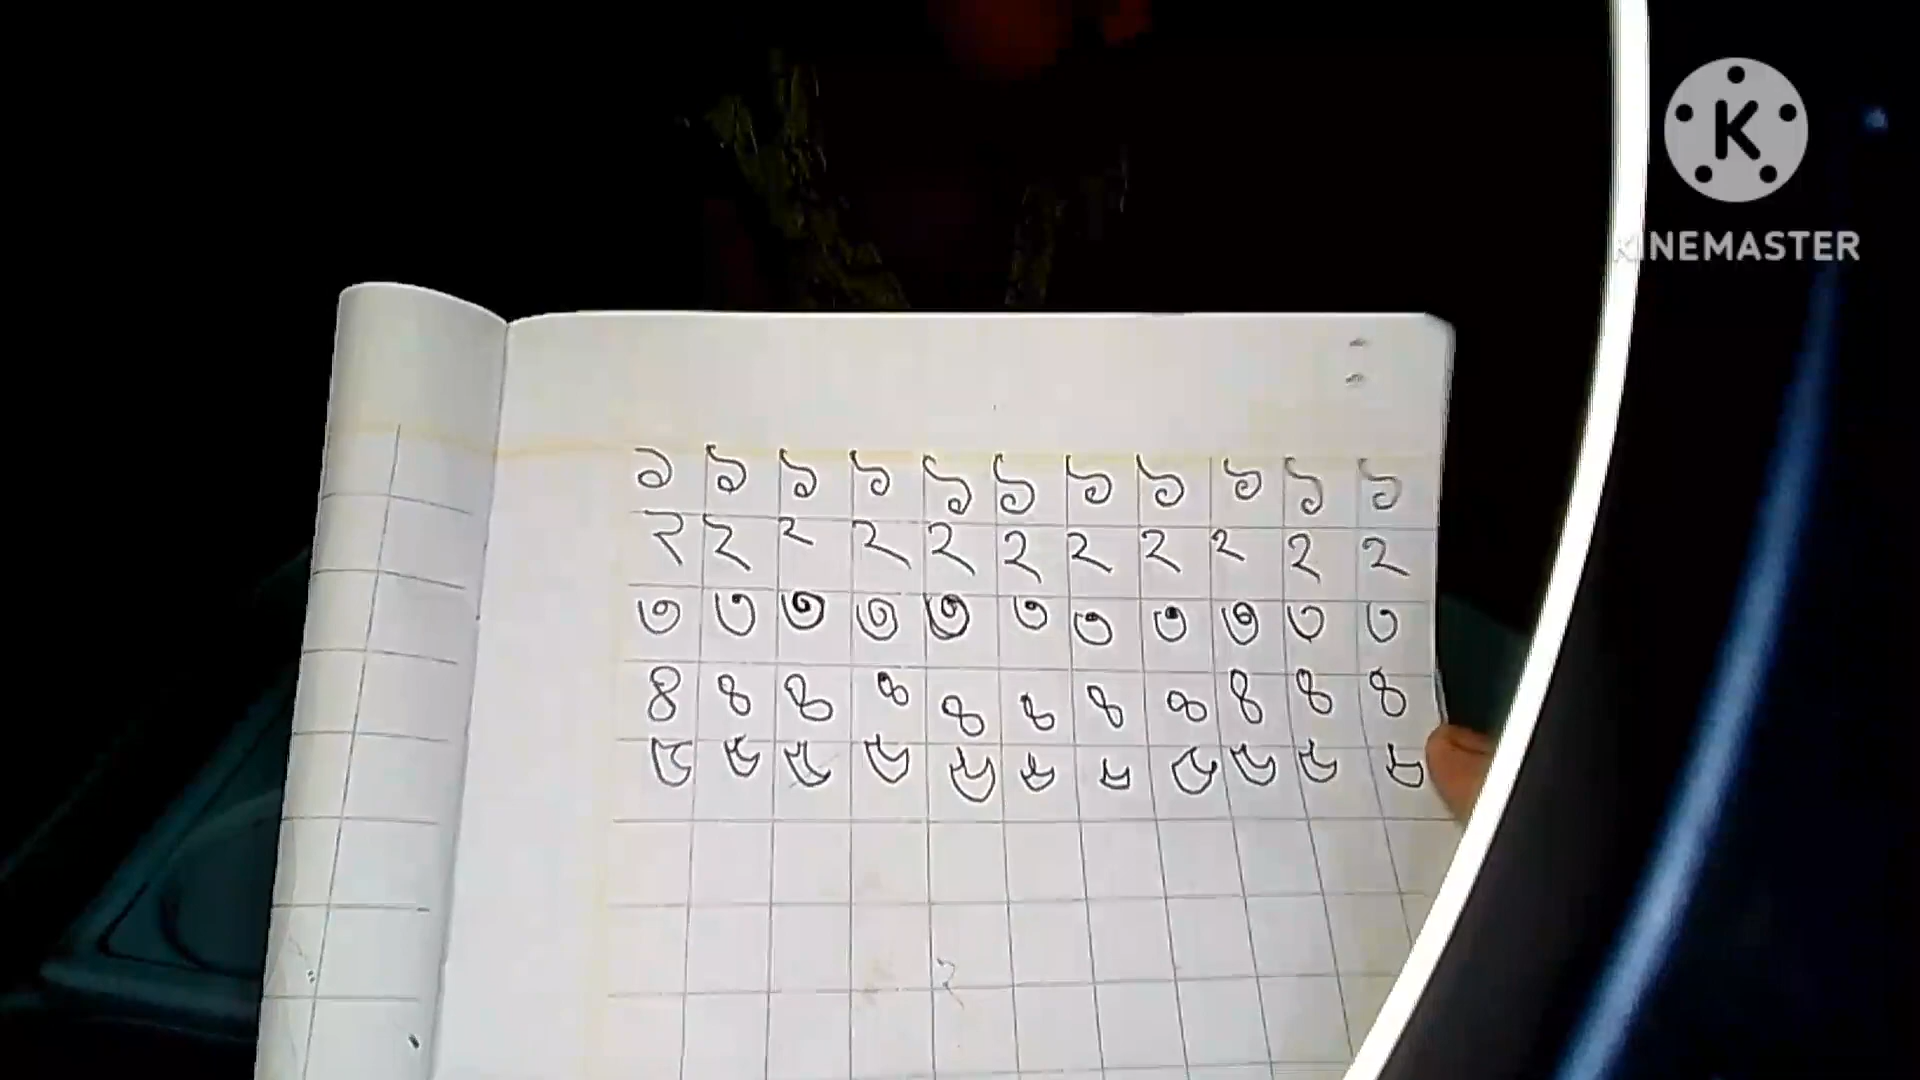 KINEMASTER
১ ১ ১ ১ ১ ১ ১ ১ ১ ১ ১
২ ২ ২ ২ ২ ২ ২ ২ ২ ২ ২
৩ ৩ ৩ ৩ ৩ ৩ ৩ ৩ ৩ ৩ ৩
৪ ৪ ৪ ৪ ৪ ৪ ৪ ৪ ৪ ৪ ৪
৫ ৫ ৫ ৫ ৫ ৫ ৫ ৫ ৫ ৫ ৫